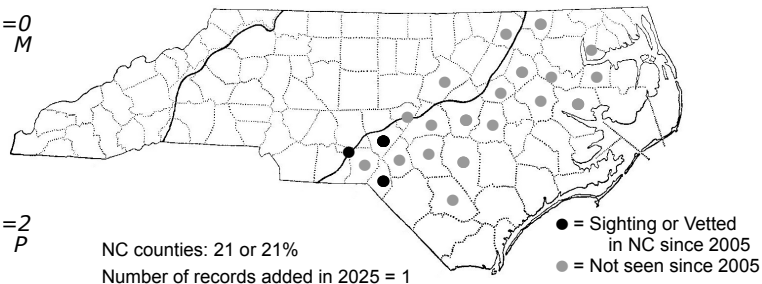 =0
M
=2
P
NC counties: 21 or 21%
Number of records added in 2025 = 1
● = Sighting or Vetted
in NC since 2005
● = Not seen since 2005